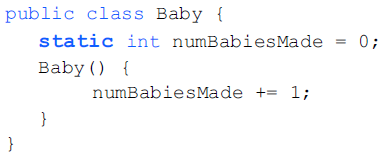 public class Baby {
static int numBabiesMade = 0;
Baby() {
numBabiesMade += 1;
}
}